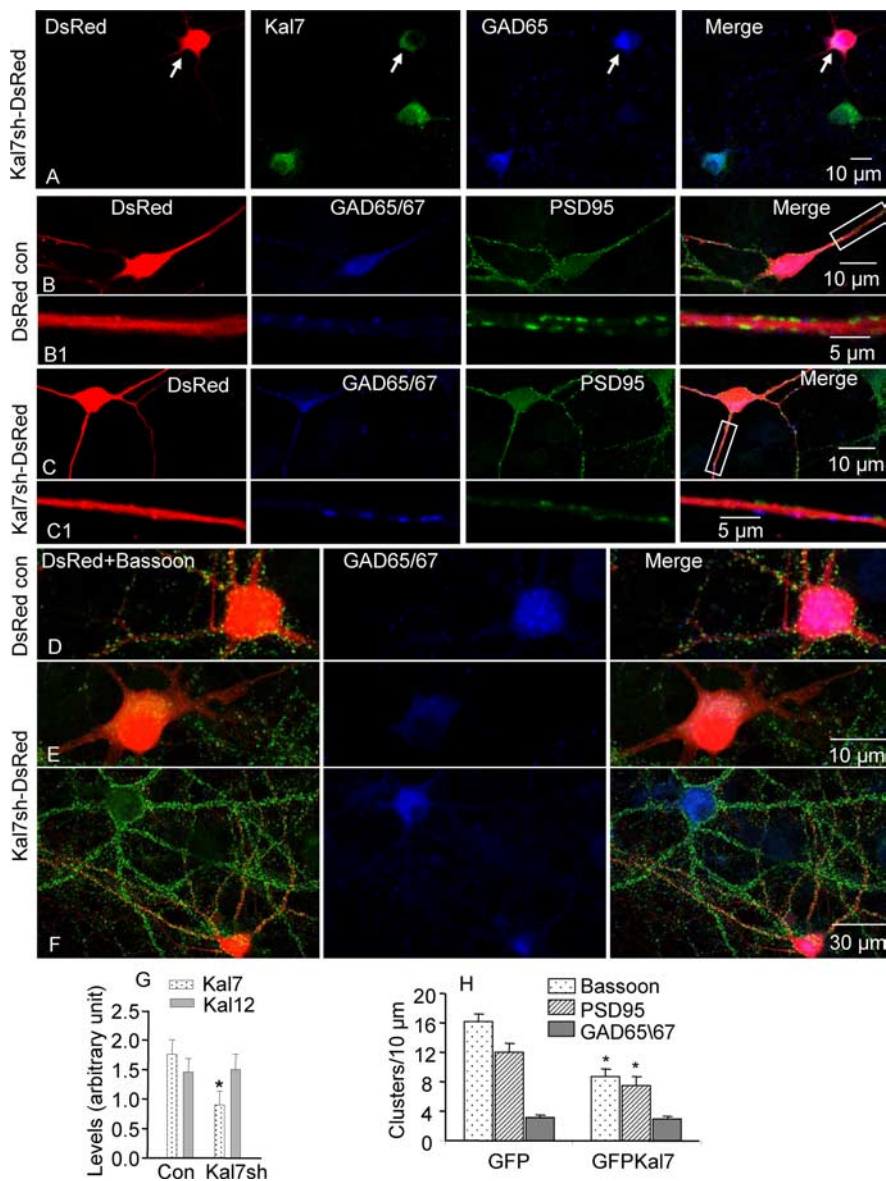 DsRed Kal7 GAD65 Merge
Kal7sh-DsRed
A 10 µm
DsRed GAD65/67 PSD95 Merge
DsRed con
B 10 µm
B1 5 µm
DsRed GAD65/67 PSD95 Merge
Kal7sh-DsRed
C 10 µm
C1 5 µm
DsRed+Bassoon GAD65/67 Merge
DsRed con
D
Kal7sh-DsRed
E 10 µm
F 30 µm
G
Kal7
Kal12
Levels (arbitrary unit)
2.5
2.0
1.5
1.0
0.5
0.0
*
Con Kal7sh
H
Bassoon
PSD95
GAD65\67
Clusters/10 µm
20
16
12
8
4
0
* *
GFP GFPKal7